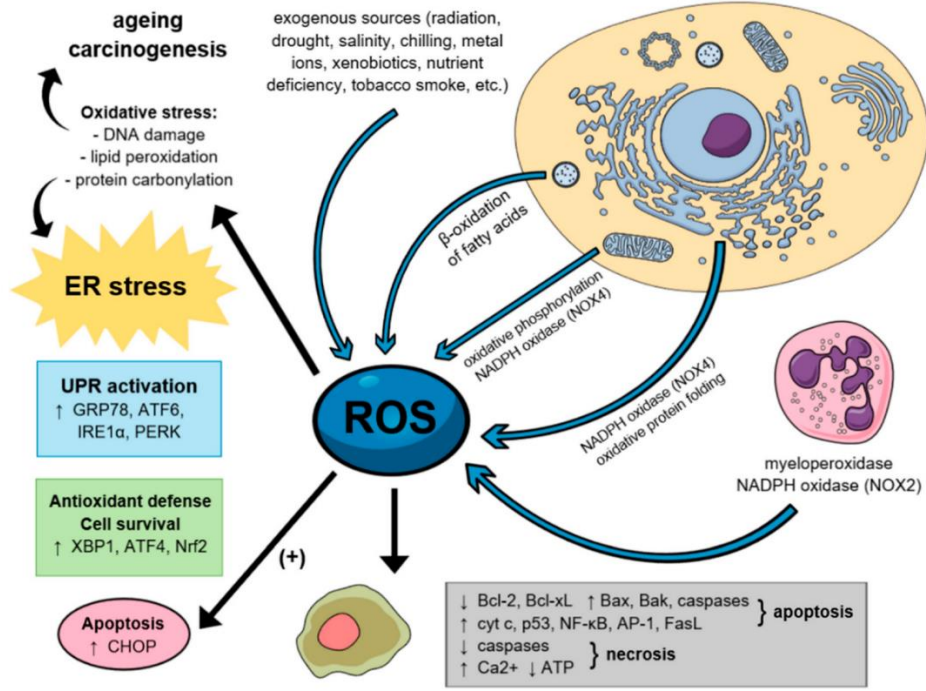 ageing
carcinogenesis
Oxidative stress:
- DNA damage
- lipid peroxidation
- protein carbonylation
exogenous sources (radiation,
drought, salinity, chilling, metal
ions, xenobiotics, nutrient
deficiency, tobacco smoke, etc.)
β-oxidation
of fatty acids
oxidative phosphorylation
NADPH oxidase (NOX4)
NADPH oxidase (NOX4)
oxidative protein folding
ER stress
UPR activation
↑ GRP78, ATF6,
IRE1α, PERK
ROS
myeloperoxidase
NADPH oxidase (NOX2)
Antioxidant defense
Cell survival
↑ XBP1, ATF4, Nrf2
(+)
Apoptosis
↑ CHOP
↓ Bcl-2, Bcl-xL ↑ Bax, Bak, caspases
↑ cyt c, p53, NF-κB, AP-1, FasL
} apoptosis
↓ caspases
↑ Ca2+ ↓ ATP
} necrosis